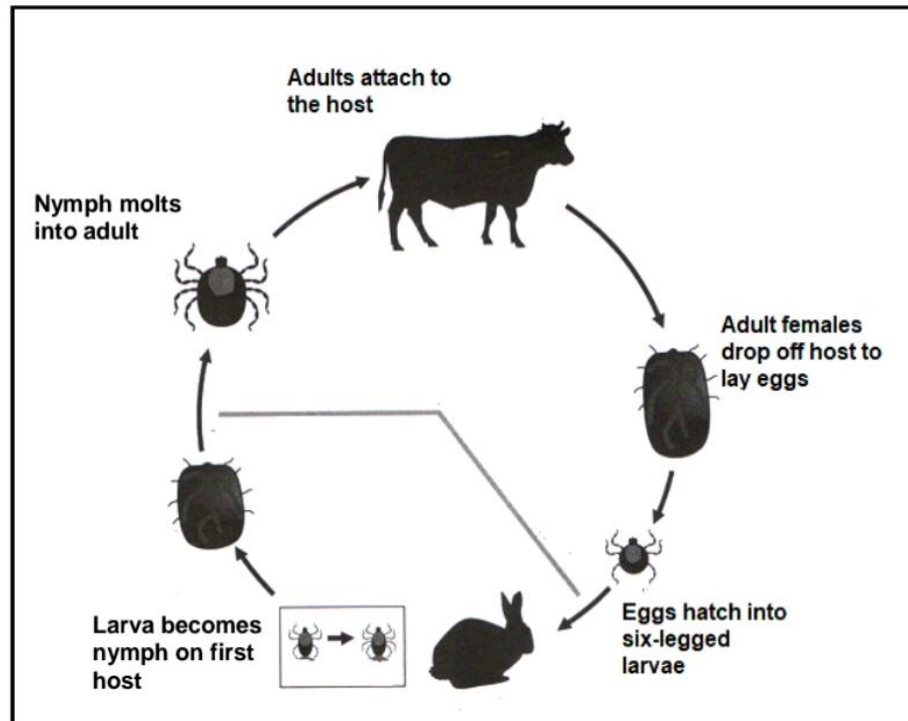 Adults attach to
the host
Nymph molts
into adult
Adult females
drop off host to
lay eggs
Eggs hatch into
six-legged
larvae
Larva becomes
nymph on first
host